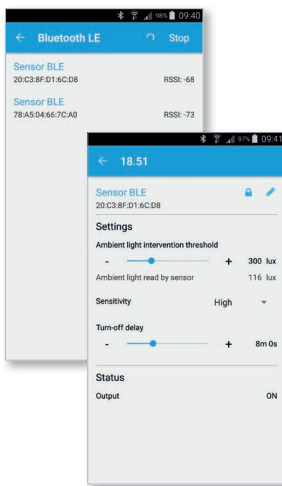 98% 09:40
← Bluetooth LE Stop
Sensor BLE
20:C3:8F:D1:6C:D8 RSSI: -68
Sensor BLE
78:A5:04:66:7C:A0 RSSI: -73
97% 09:41
← 18.51
Sensor BLE
20:C3:8F:D1:6C:D8
Settings
Ambient light intervention threshold
- + 300 lux
Ambient light read by sensor 116 lux
Sensitivity High
Turn-off delay
- + 8m 0s
Status
Output ON